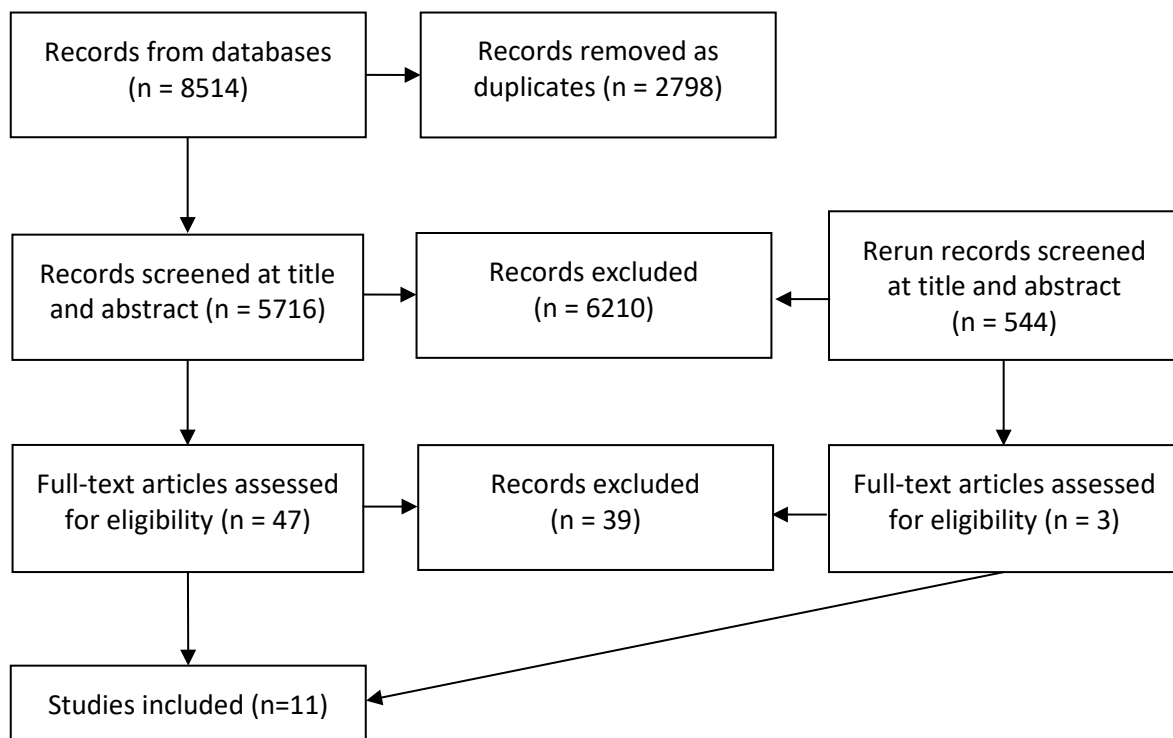 Records from databases
(n = 8514)
Records removed as
duplicates (n = 2798)
Records screened at title
and abstract (n = 5716)
Records excluded
(n = 6210)
Rerun records screened
at title and abstract
(n = 544)
Full-text articles assessed
for eligibility (n = 47)
Records excluded
(n = 39)
Full-text articles assessed
for eligibility (n = 3)
Studies included (n=11)